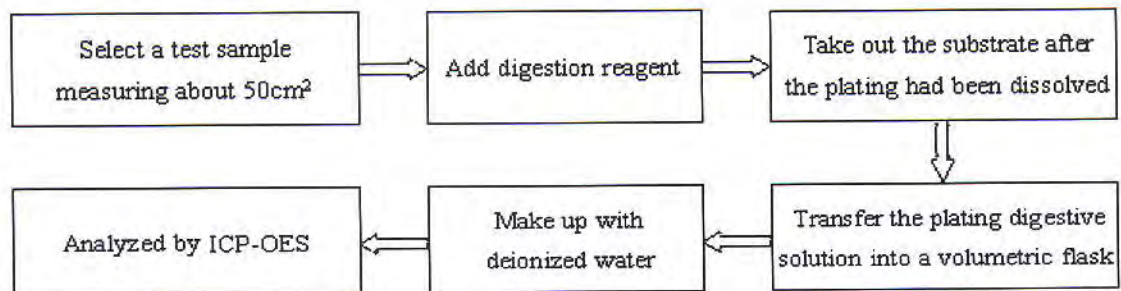 Select a test sample
measuring about 50cm²
Add digestion reagent
Take out the substrate after
the plating had been dissolved
Transfer the plating digestive
solution into a volumetric flask
Make up with
deionized water
Analyzed by ICP-OES